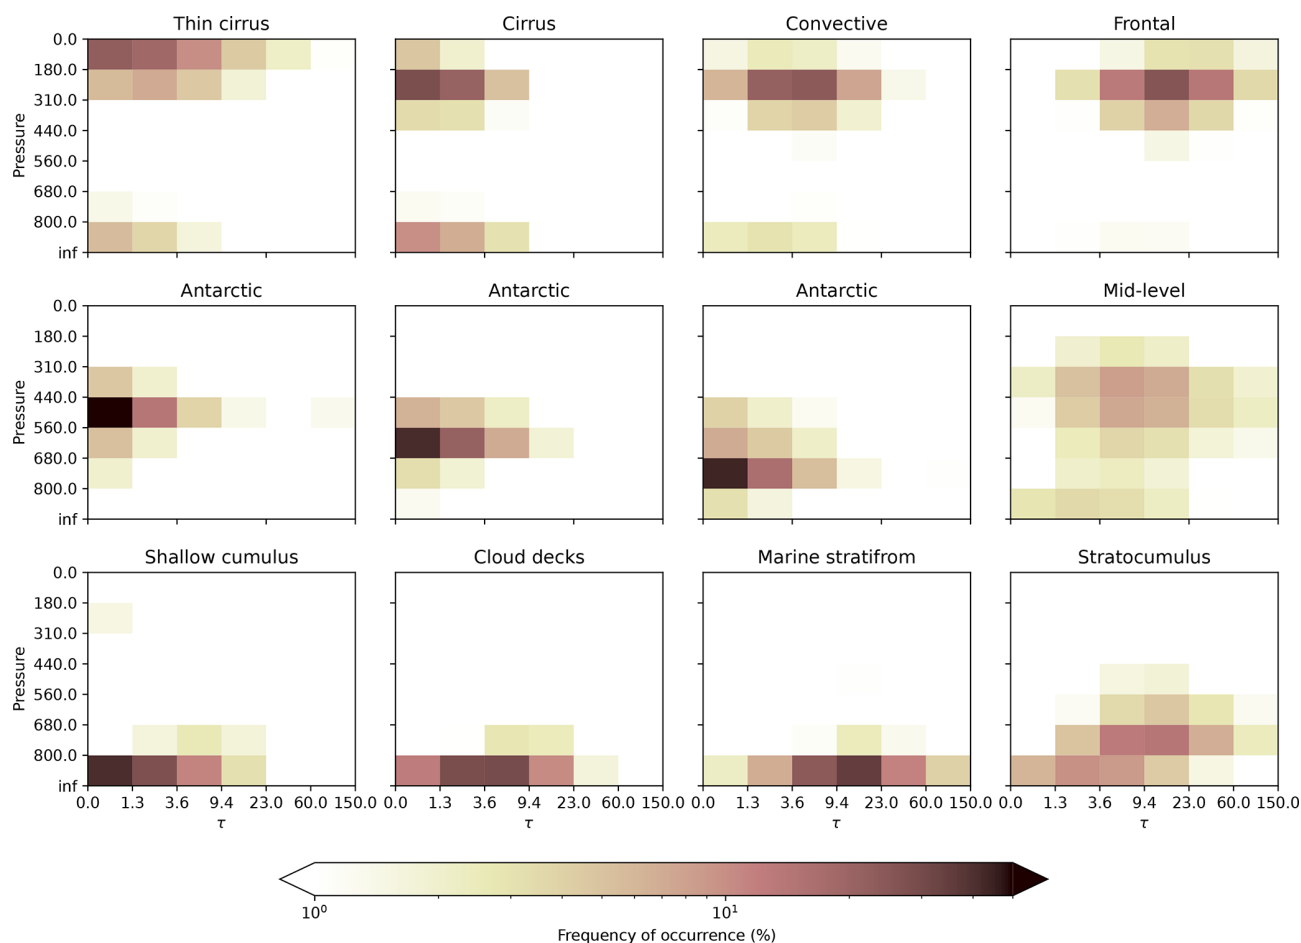 Thin cirrus Cirrus Convective Frontal
0.0
180.0
310.0
440.0
560.0
680.0
800.0
inf
Pressure
Antarctic Antarctic Antarctic Mid-level
0.0
180.0
310.0
440.0
560.0
680.0
800.0
inf
Pressure
Shallow cumulus Cloud decks Marine stratifrom Stratocumulus
0.0
180.0
310.0
440.0
560.0
680.0
800.0
inf
Pressure
0.0 1.3 3.6 9.4 23.0 60.0 150.0 0.0 1.3 3.6 9.4 23.0 60.0 150.0 0.0 1.3 3.6 9.4 23.0 60.0 150.0 0.0 1.3 3.6 9.4 23.0 60.0 150.0
τ τ τ τ
10⁰ 10¹
Frequency of occurrence (%)